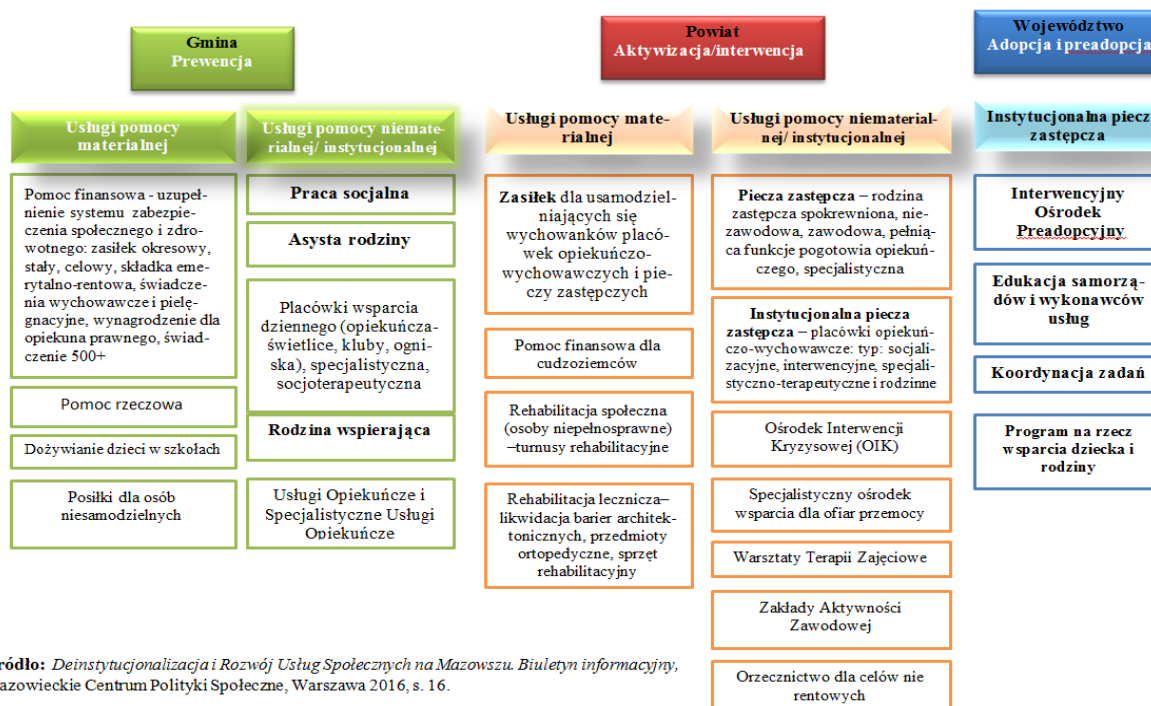 Gmina
Prewencja
Powiat
Aktywizacja/interwencja
Województwo
Adopcja i preadopcja
Usługi pomocy
materialnej
Usługi pomocy niemate-
rialnej/ instytucjonalnej
Usługi pomocy mate-
rialnej
Usługi pomocy niematerial-
nej/ instytucjonalnej
Instytucjonalna piecz
zastępcza
Pomoc finansowa - uzupeł-
nienie systemu zabezpie-
czenia społecznego i zdro-
wotnego: zasiłek okresowy,
stały, celowy, składka eme-
rytalno-rentowa, świadcze-
nia wychowawcze i pielę-
gnacyjne, wynagrodzenie dla
opiekuna prawnego, świad-
czenie 500+
Pomoc rzeczowa
Dożywianie dzieci w szkołach
Posiłki dla osób
niesamodzielnych
Praca socjalna
Asysta rodziny
Placówki wsparcia
dziennego (opiekuńcza-
świetlice, kluby, ogni-
ska), specjalistyczna,
socjoterapeutyczna
Rodzina wspierająca
Usługi Opiekuńcze i
Specjalistyczne Usługi
Opiekuńcze
Zasiłek dla usamodziel-
niających się
wychowanków placó-
wek opiekuńczo-
wychowawczych i pie-
czy zastępczych
Pomoc finansowa dla
cudzoziemców
Rehabilitacja społeczna
(osoby niepełnosprawne)
–turnusy rehabilitacyjne
Rehabilitacja lecznicza–
likwidacja barier architek-
tonicznych, przedmioty
ortopedyczne, sprzęt
rehabilitacyjny
Piecza zastępcza – rodzina
zastępcza spokrewniona, nie-
zawodowa, zawodowa, pełnią-
ca funkcje pogotowia opiekuń-
czego, specjalistyczna
Instytucjonalna piecza
zastępcza – placówki opiekuń-
czo-wychowawcze: typ: socjali-
zacyjne, interwencyjne, specjali-
styczno-terapeutyczne i rodzinne
Ośrodek Interwencji
Kryzysowej (OIK)
Specjalistyczny ośrodek
wsparcia dla ofiar przemocy
Warsztaty Terapii Zajęciowe
Zakłady Aktywności
Zawodowej
Orzecznictwo dla celów nie
rentowych
Interwencyjny
Ośrodek
Preadopcyjny
Edukacja samorzą-
dów i wykonawców
usług
Koordynacja zadań
Program na rzecz
wsparcia dziecka i
rodziny
ródło: Deinstytucjonalizacja i Rozwój Usług Społecznych na Mazowszu. Biuletyn informacyjny,
azowieckie Centrum Polityki Społeczne, Warszawa 2016, s. 16.